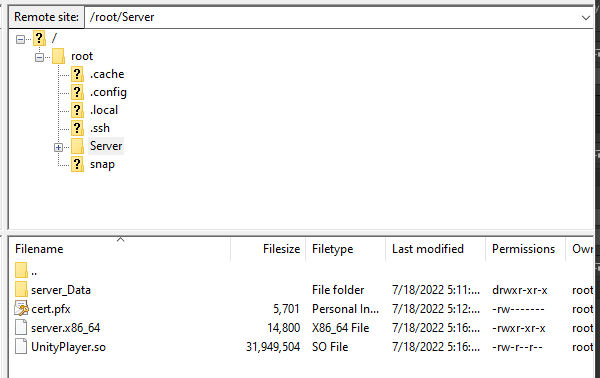 Remote site: /root/Server
/
root
.cache
.config
.local
.ssh
Server
snap
Filename Filesize Filetype Last modified Permissions Own
..
server_Data File folder 7/18/2022 5:11:... drwxr-xr-x root
cert.pfx 5,701 Personal In... 7/18/2022 5:12:... -rw------- root
server.x86_64 14,800 X86_64 File 7/18/2022 5:16:... -rwxr-xr-x root
UnityPlayer.so 31,949,504 SO File 7/18/2022 5:16:... -rw-r--r-- root